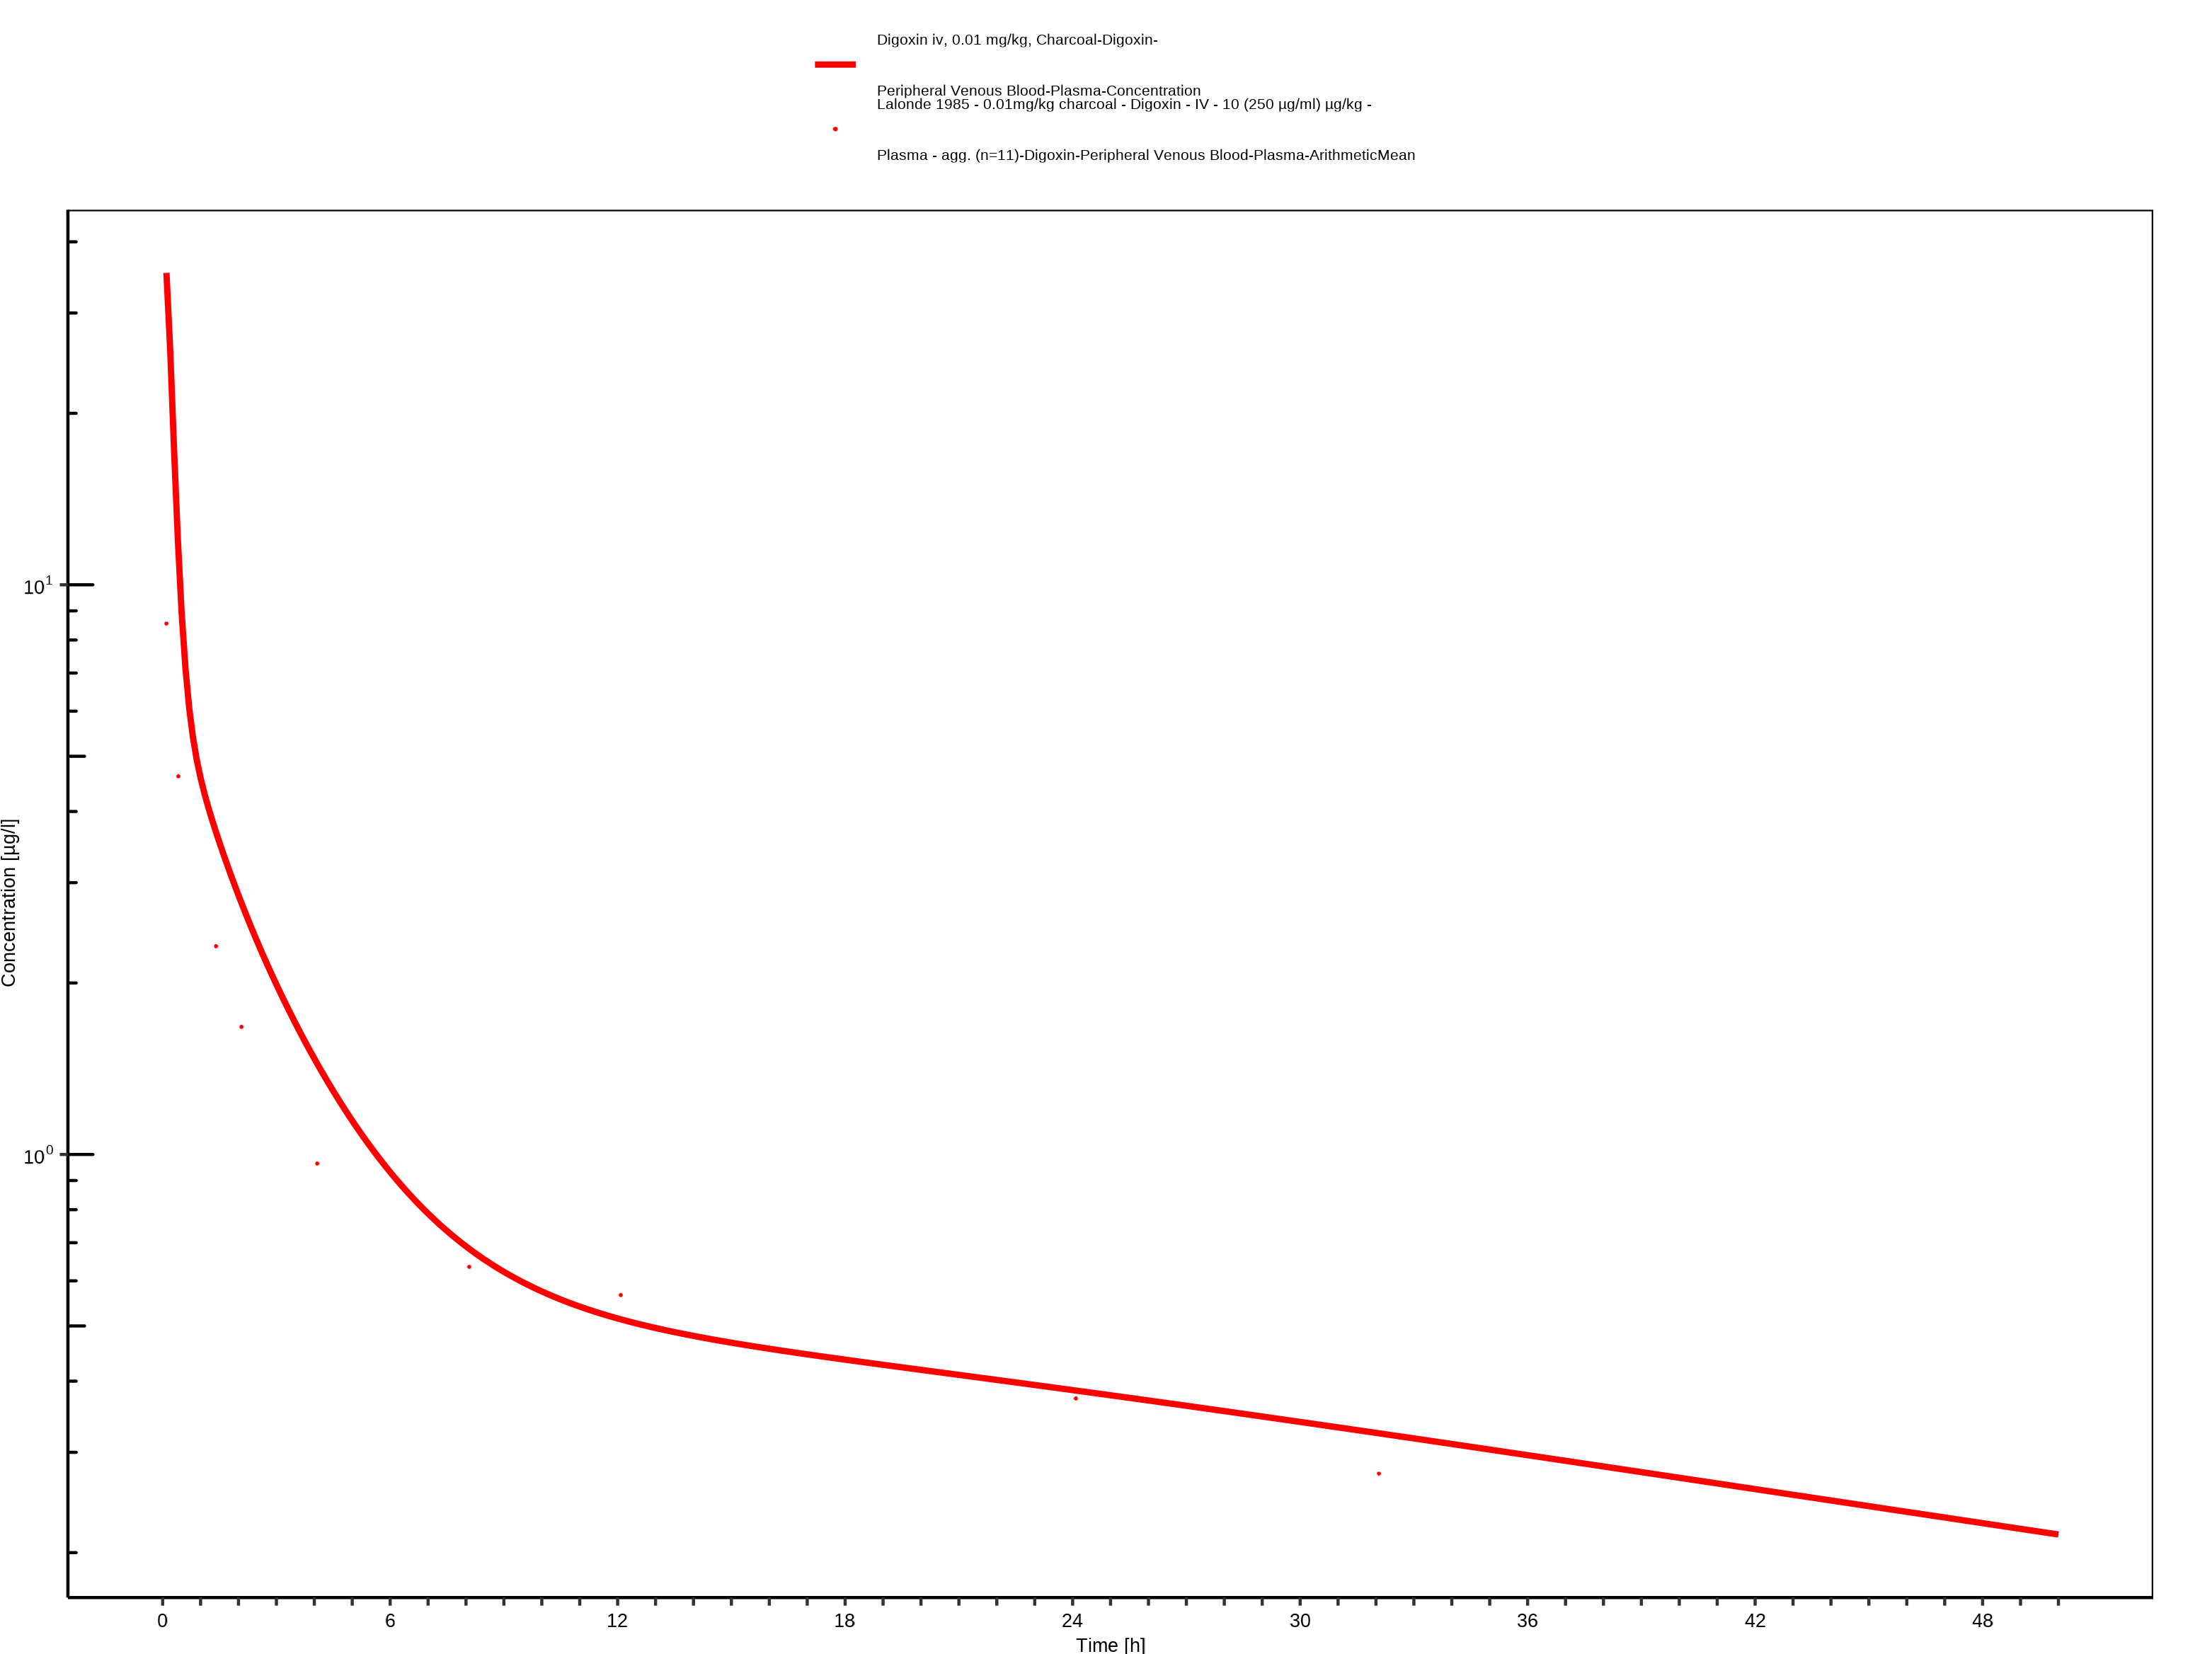 Digoxin iv, 0.01 mg/kg, Charcoal-Digoxin-
Peripheral Venous Blood-Plasma-Concentration
Lalonde 1985 - 0.01mg/kg charcoal - Digoxin - IV - 10 (250 µg/ml) µg/kg -
Plasma - agg. (n=11)-Digoxin-Peripheral Venous Blood-Plasma-ArithmeticMean
10¹
10⁰
Concentration [µg/l]
0 6 12 18 24 30 36 42 48
Time [h]